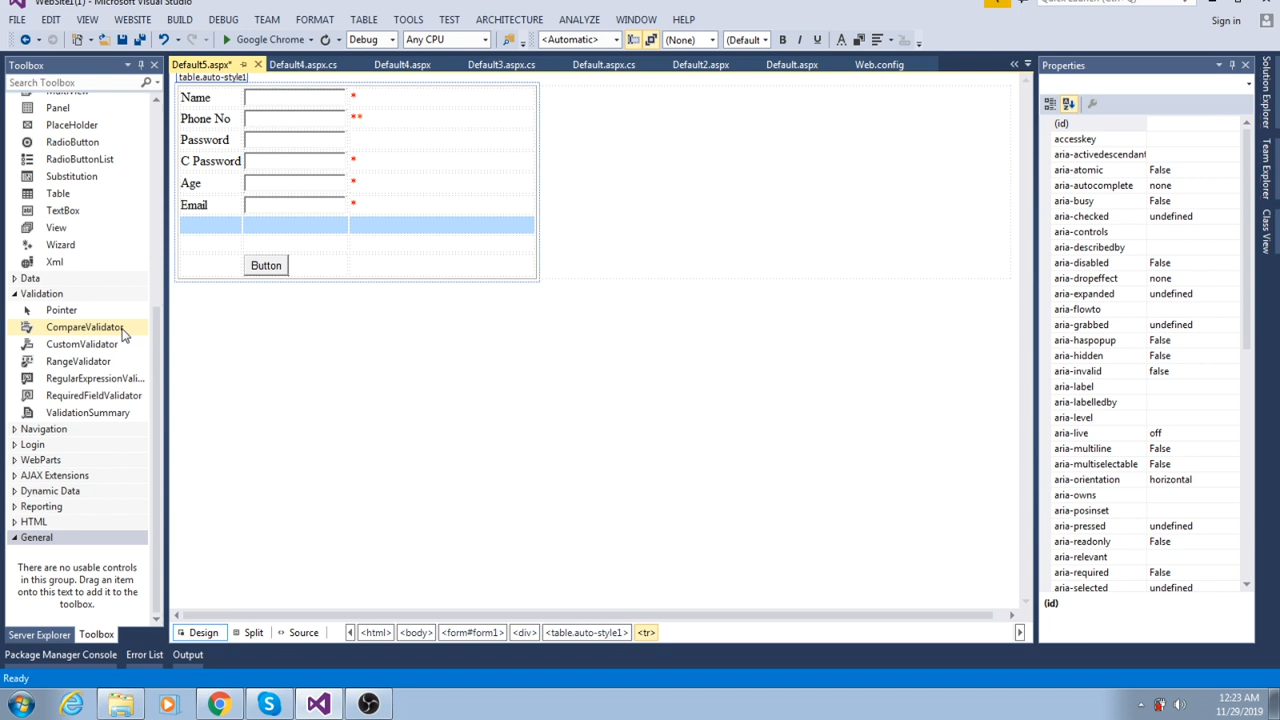 WebSite1(1) - Microsoft Visual Studio
Quick Launch (Ctrl+Q)
FILE EDIT VIEW WEBSITE BUILD DEBUG TEAM FORMAT TABLE TOOLS TEST ARCHITECTURE ANALYZE WINDOW HELP
Sign in
Google Chrome Debug Any CPU <Automatic> (None) (Default B I U A
Toolbox
Default5.aspx* Default4.aspx.cs Default4.aspx Default3.aspx.cs Default5.aspx.cs Default2.aspx Default.aspx Web.config
Properties
Search Toolbox
table.auto-style1
MultiView
Panel
PlaceHolder
RadioButton
RadioButtonList
Substitution
Table
TextBox
View
Wizard
Xml
Data
Validation
Pointer
CompareValidator
CustomValidator
RangeValidator
RegularExpressionVali...
RequiredFieldValidator
ValidationSummary
Navigation
Login
WebParts
AJAX Extensions
Dynamic Data
Reporting
HTML
General
There are no usable controls
in this group. Drag an item
onto this text to add it to the
toolbox.
Server Explorer Toolbox
Name *
Phone No **
Password
C Password *
Age *
Email *
Button
Design Split Source <html> <body> <form#form1> <div> <table.auto-style1> <tr>
(id)
accesskey
aria-activedescendant
aria-atomic False
aria-autocomplete none
aria-busy False
aria-checked undefined
aria-controls
aria-describedby
aria-disabled False
aria-dropeffect none
aria-expanded undefined
aria-flowto
aria-grabbed undefined
aria-haspopup False
aria-hidden False
aria-invalid false
aria-label
aria-labelledby
aria-level
aria-live off
aria-multiline False
aria-multiselectable False
aria-orientation horizontal
aria-owns
aria-posinset
aria-pressed undefined
aria-readonly False
aria-relevant
aria-required False
aria-selected undefined
(id)
Solution Explorer
Team Explorer
Class View
Package Manager Console Error List Output
Ready
12:23 AM
11/29/2019